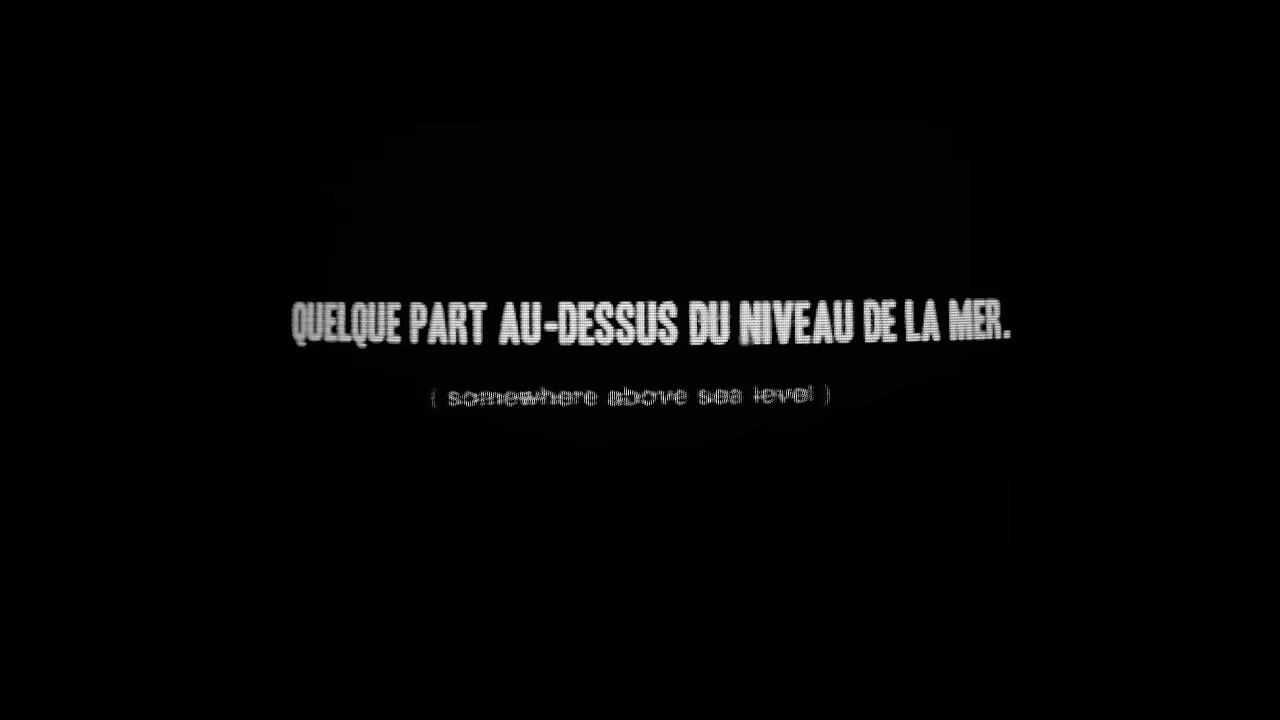 QUELQUE PART AU-DESSUS DU NIVEAU DE LA MER.
( somewhere above sea level )